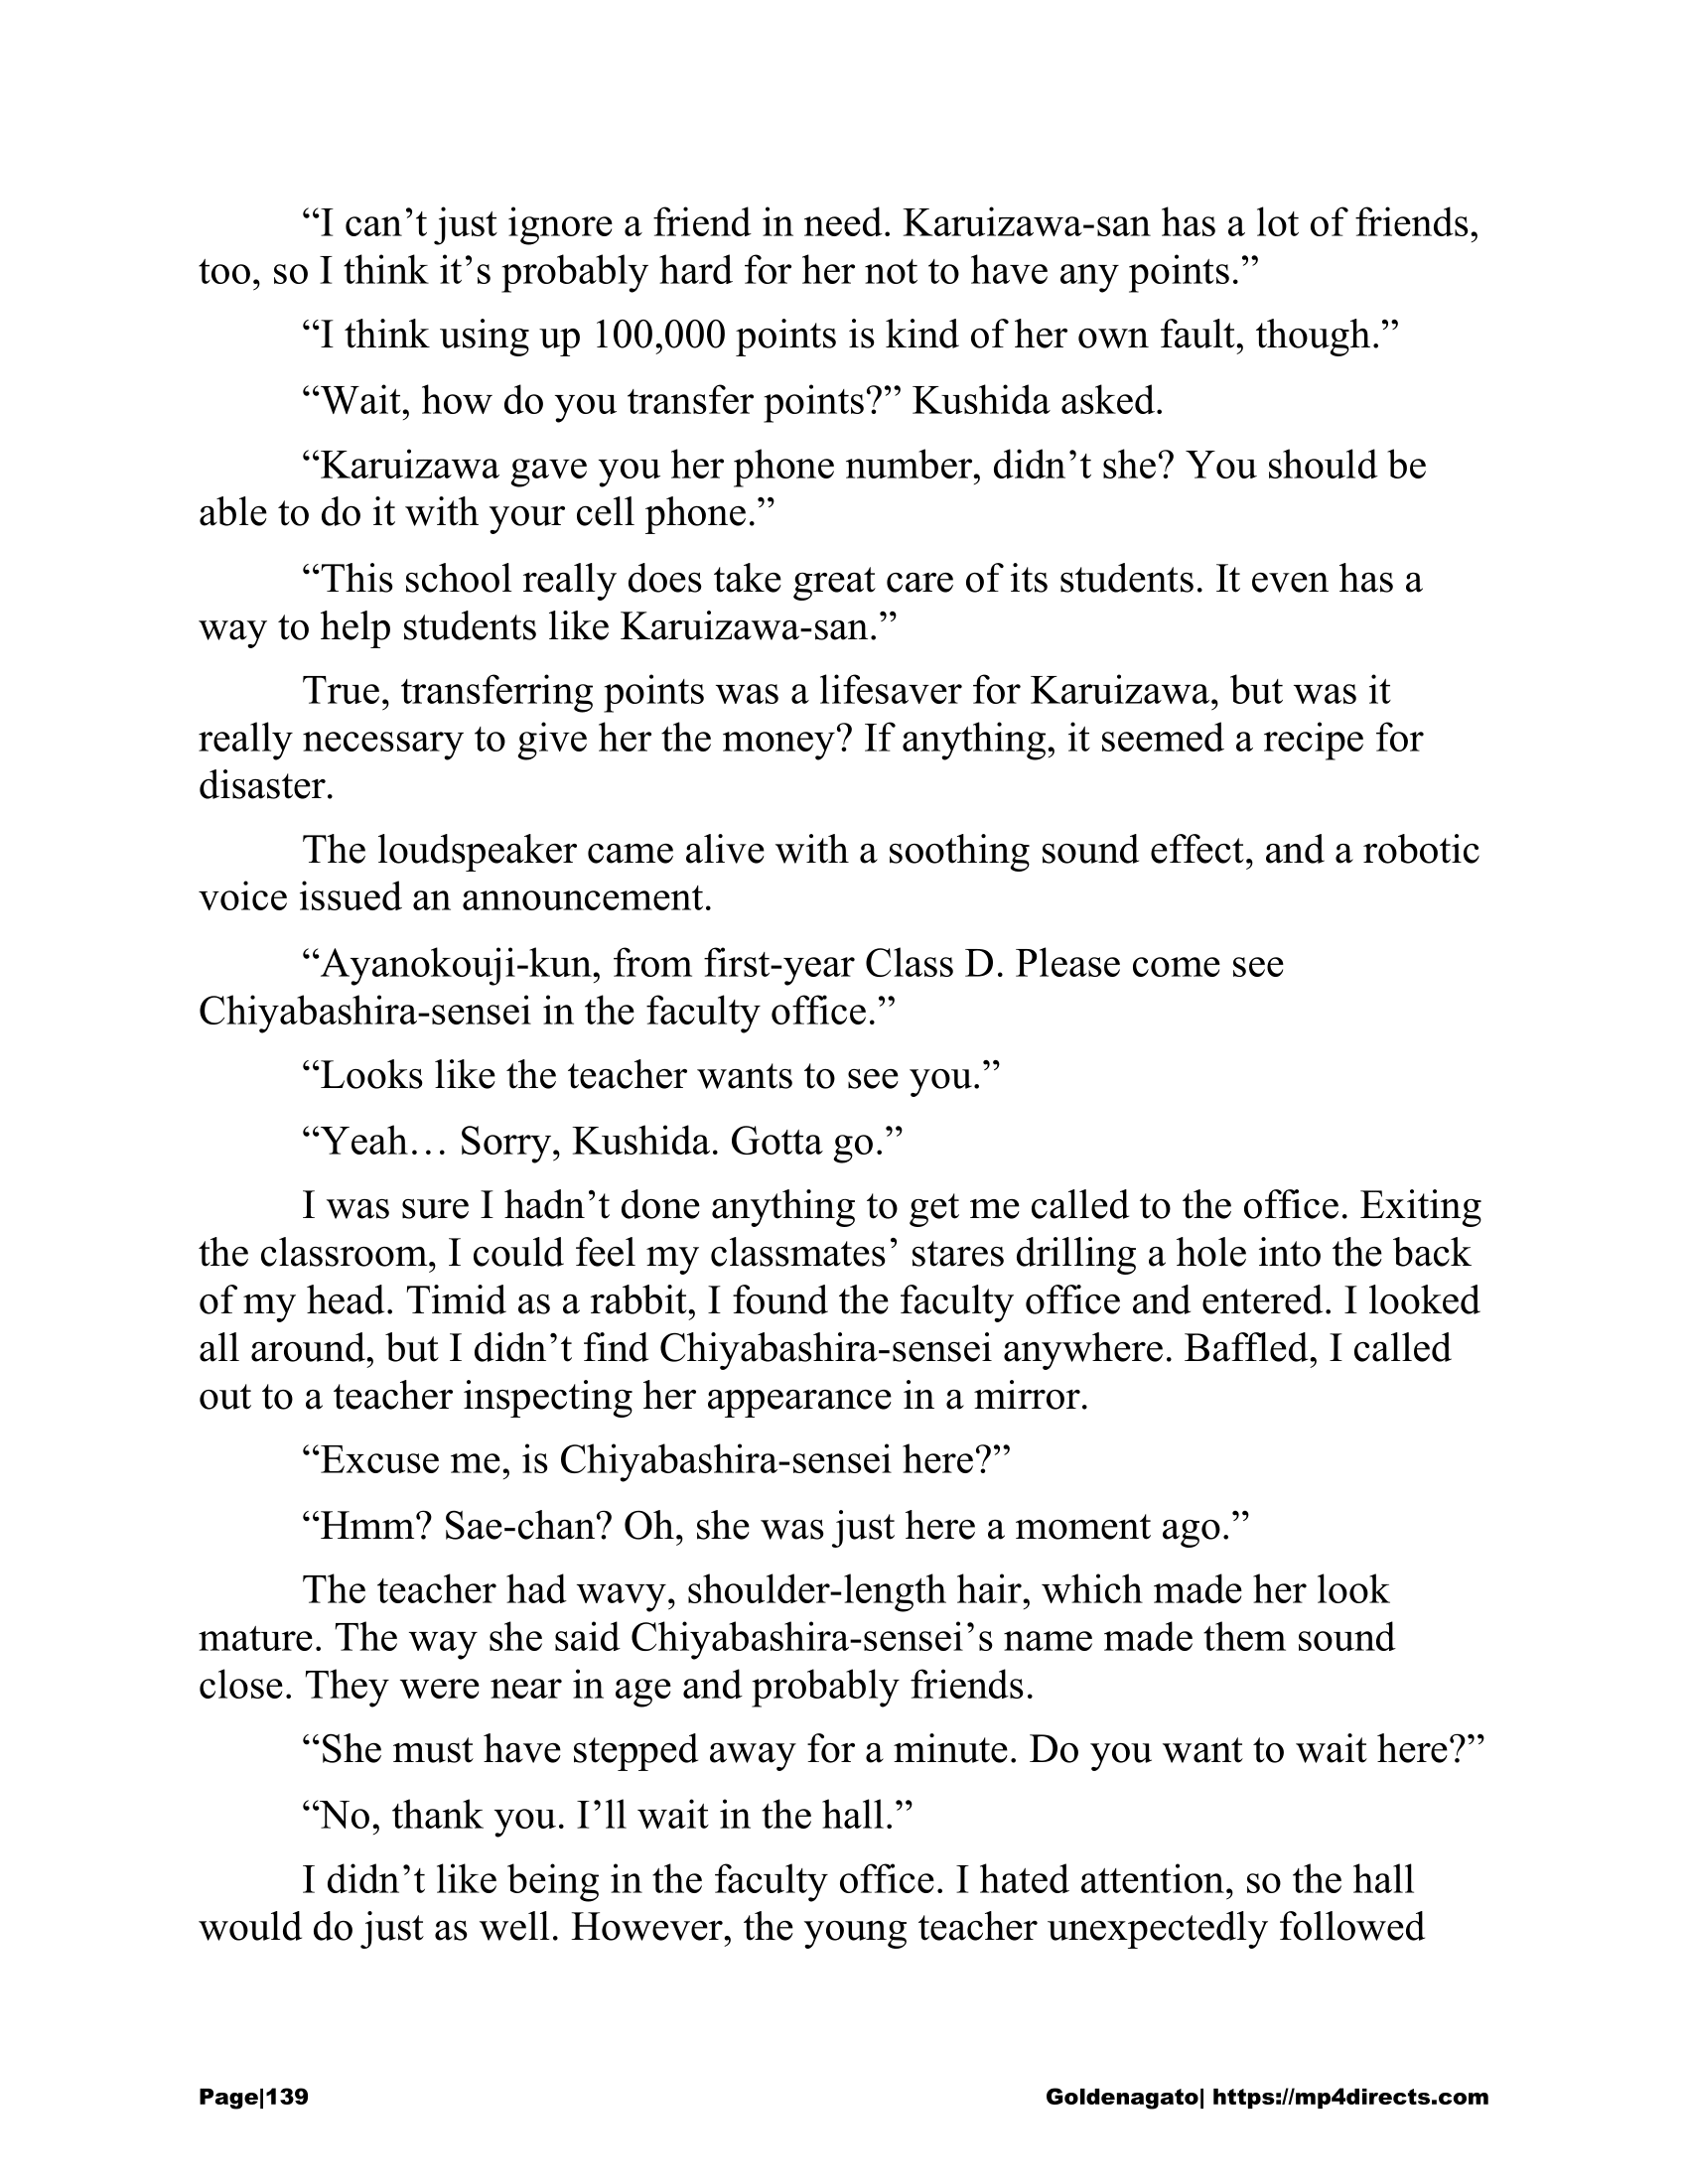 “I can’t just ignore a friend in need. Karuizawa-san has a lot of friends,
too, so I think it’s probably hard for her not to have any points.”
“I think using up 100,000 points is kind of her own fault, though.”
“Wait, how do you transfer points?” Kushida asked.
“Karuizawa gave you her phone number, didn’t she? You should be
able to do it with your cell phone.”
“This school really does take great care of its students. It even has a
way to help students like Karuizawa-san.”
True, transferring points was a lifesaver for Karuizawa, but was it
really necessary to give her the money? If anything, it seemed a recipe for
disaster.
The loudspeaker came alive with a soothing sound effect, and a robotic
voice issued an announcement.
“Ayanokouji-kun, from first-year Class D. Please come see
Chiyabashira-sensei in the faculty office.”
“Looks like the teacher wants to see you.”
“Yeah… Sorry, Kushida. Gotta go.”
I was sure I hadn’t done anything to get me called to the office. Exiting
the classroom, I could feel my classmates’ stares drilling a hole into the back
of my head. Timid as a rabbit, I found the faculty office and entered. I looked
all around, but I didn’t find Chiyabashira-sensei anywhere. Baffled, I called
out to a teacher inspecting her appearance in a mirror.
“Excuse me, is Chiyabashira-sensei here?”
“Hmm? Sae-chan? Oh, she was just here a moment ago.”
The teacher had wavy, shoulder-length hair, which made her look
mature. The way she said Chiyabashira-sensei’s name made them sound
close. They were near in age and probably friends.
“She must have stepped away for a minute. Do you want to wait here?”
“No, thank you. I’ll wait in the hall.”
I didn’t like being in the faculty office. I hated attention, so the hall
would do just as well. However, the young teacher unexpectedly followed
Page|139 Goldenagato| https://mp4directs.com